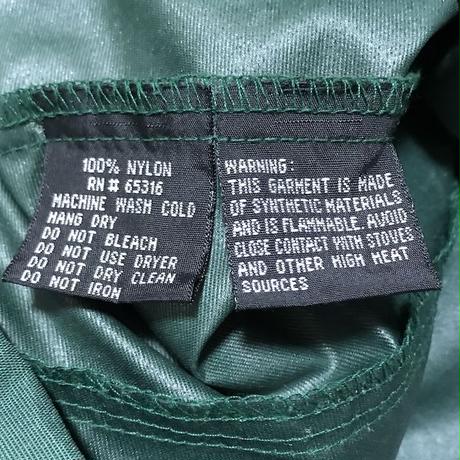 100% NYLON
RN# 65316
MACHINE WASH COLD
HANG DRY
DO NOT BLEACH
DO NOT USE DRYER
DO NOT DRY CLEAN
DO NOT IRON
WARNING:
THIS GARMENT IS MADE
OF SYNTHETIC MATERIALS
AND IS FLAMMABLE. AVOID
CLOSE CONTACT WITH STOVES
AND OTHER HIGH HEAT
SOURCES